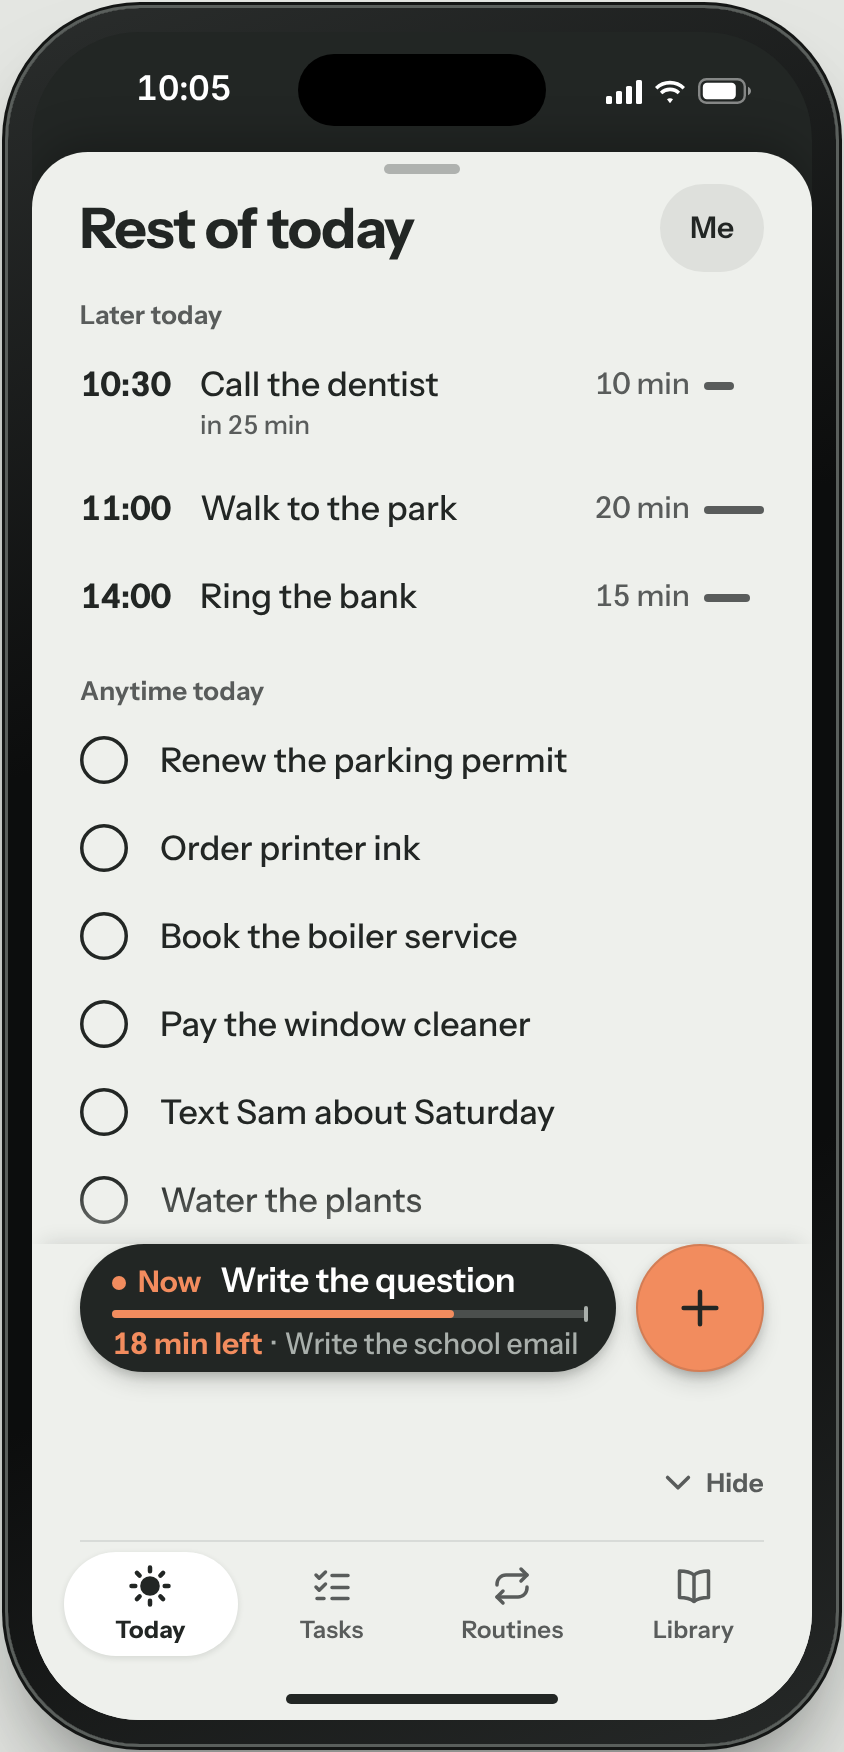 10:05
Rest of today
Me
Later today
10:30 Call the dentist 10 min
in 25 min
11:00 Walk to the park 20 min
14:00 Ring the bank 15 min
Anytime today
Renew the parking permit
Order printer ink
Book the boiler service
Pay the window cleaner
Text Sam about Saturday
Water the plants
Now Write the question
18 min left · Write the school email
Hide
Today Tasks Routines Library